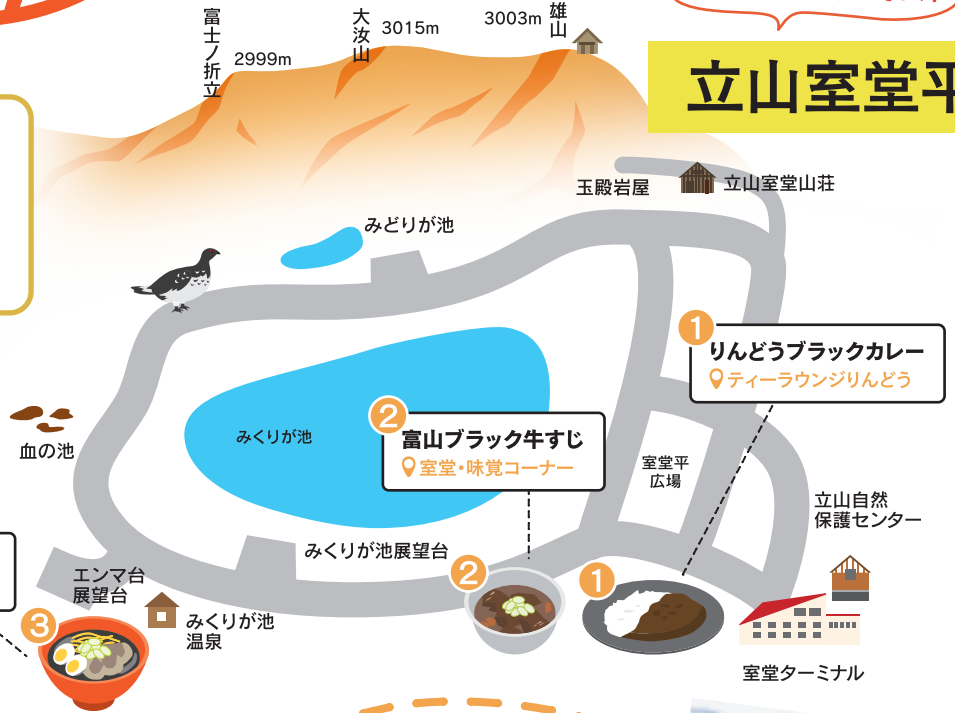 富士ノ折立
2999m
大汝山
3015m
3003m
雄山
立山室堂平
玉殿岩屋
立山室堂山荘
みどりが池
1
りんどうブラックカレー
ティーラウンジりんどう
2
富山ブラック牛すじ
室堂・味覚コーナー
みくりが池
血の池
室堂平
広場
立山自然
保護センター
みくりが池展望台
エンマ台
展望台
2
1
3
みくりが池
温泉
室堂ターミナル